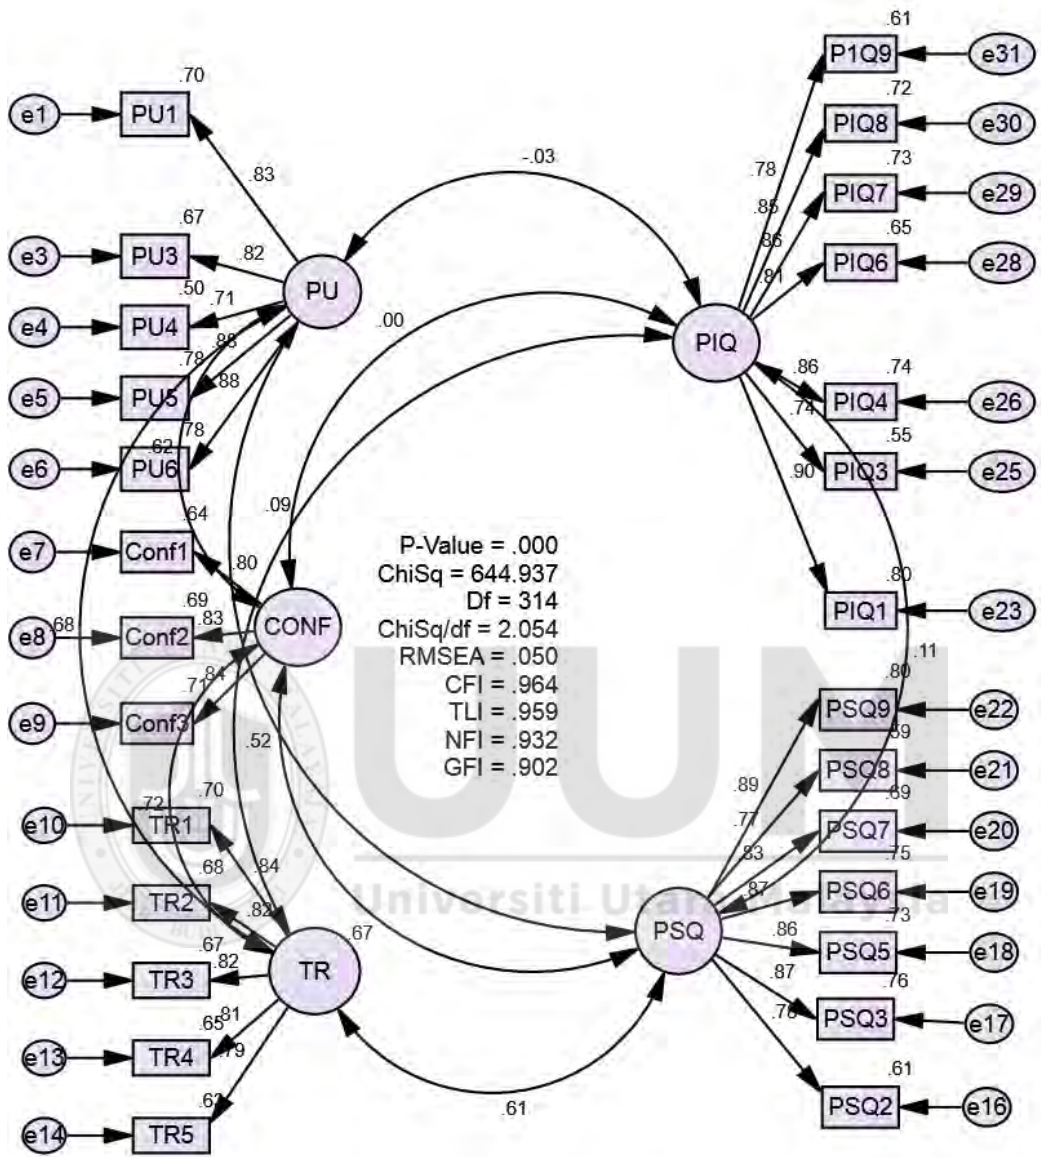 .61
P1Q9
e31
.70
.72
e1
PU1
PIQ8
e30
-.03
.73
.83
.78
PIQ7
e29
.85
.67
.65
.86
e3
PU3
.82
PIQ6
e28
.81
.50
.71
PU
e4
PU4
.00
.88
PIQ
.78
.86
.74
.88
e5
PU5
.74
PIQ4
e26
.78
.55
.62
e6
PU6
.90
PIQ3
e25
.09
.64
P-Value = .000
e7
Conf1
.80
ChiSq = 644.937
.80
Df = 314
PIQ1
e23
.69
.83
CONF
ChiSq/df = 2.054
e8
.68
Conf2
RMSEA = .050
.11
.84
CFI = .964
.80
.71
TLI = .959
e9
Conf3
.52
NFI = .932
PSQ9
e22
GFI = .902
.69
.70
.89
PSQ8
e21
.72
.69
e10
TR1
.77
PSQ7
e20
.83
.75
.84
.68
.87
PSQ6
e19
UUM
Universiti Utara Malaysia
e11
TR2
.82
.73
.67
.67
PSQ
.86
PSQ5
e18
.82
TR
.87
.76
e12
TR3
.78
PSQ3
e17
.81
.65
e13
TR4
.79
.61
.62
.61
PSQ2
e16
e14
TR5